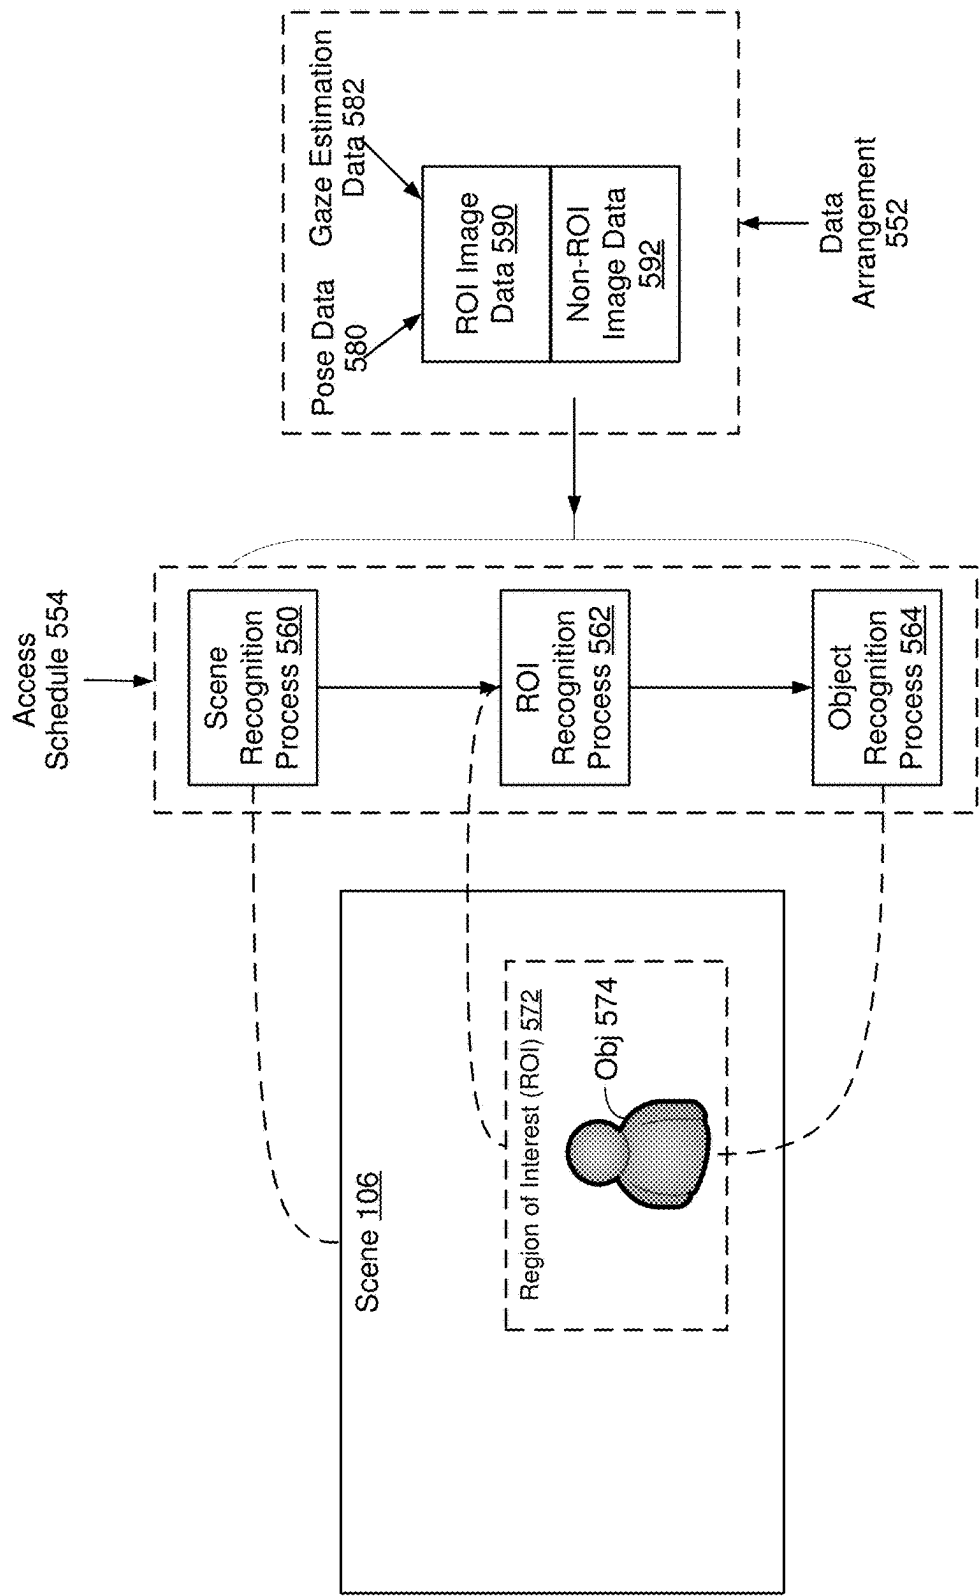 Access
Schedule 554
Scene
Recognition
Process 560
ROI
Recognition
Process 562
Object
Recognition
Process 564
Scene 106
Region of Interest (ROI) 572
Obj 574
Pose Data
580
Gaze Estimation
Data 582
ROI Image
Data 590
Non-ROI
Image Data
592
Data
Arrangement
552